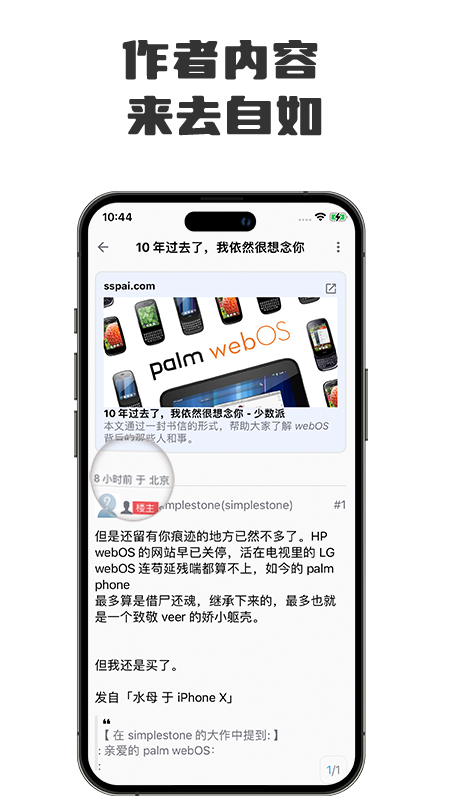 作者内容
来去自如
10:44
10 年过去了，我依然很想念你
sspai.com
palm webOS
10 年过去了，我依然很想念你 - 少数派
本文通过一封书信的形式，帮助大家了解 webOS
背后的那些人和事。
8 小时前 于 北京
楼主
implestone(simplestone)
#1
但是还留有你痕迹的地方已然不多了。HP
webOS 的网站早已关停，活在电视里的 LG
webOS 连苟延残喘都算不上，如今的 palm
phone
最多算是借尸还魂，继承下来的，最多也就
是一个致敬 veer 的娇小躯壳。
但我还是买了。
发自「水母 于 iPhone X」
❝
【 在 simplestone 的大作中提到: 】
: 亲爱的 palm webOS：
:
1/1